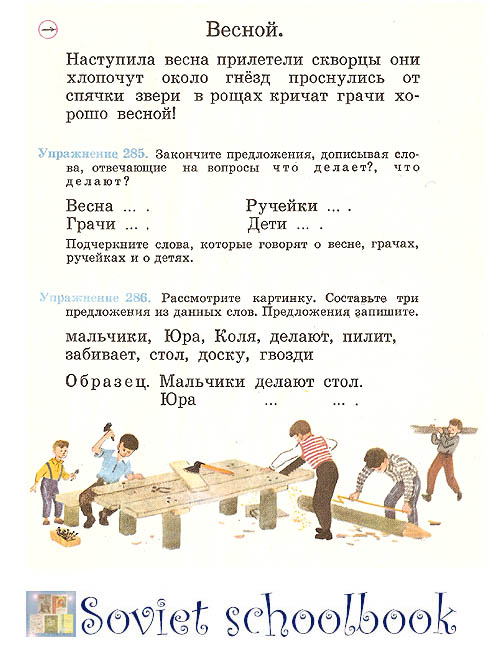 Весной.
Наступила весна прилетели скворцы они
хлопочут около гнёзд проснулись от
спячки звери в рощах кричат грачи хо-
рошо весной!
Упражнение 285. Закончите предложения, дописывая сло-
ва, отвечающие на вопросы что делает?, что
делают?
Весна ... . Ручейки ... .
Грачи ... . Дети ... .
Подчеркните слова, которые говорят о весне, грачах,
ручейках и о детях.
Упражнение 286. Рассмотрите картинку. Составьте три
предложения из данных слов. Предложения запишите.
мальчики, Юра, Коля, делают, пилит,
забивает, стол, доску, гвозди
Образец. Мальчики делают стол.
Юра ... ... .
Soviet schoolbook